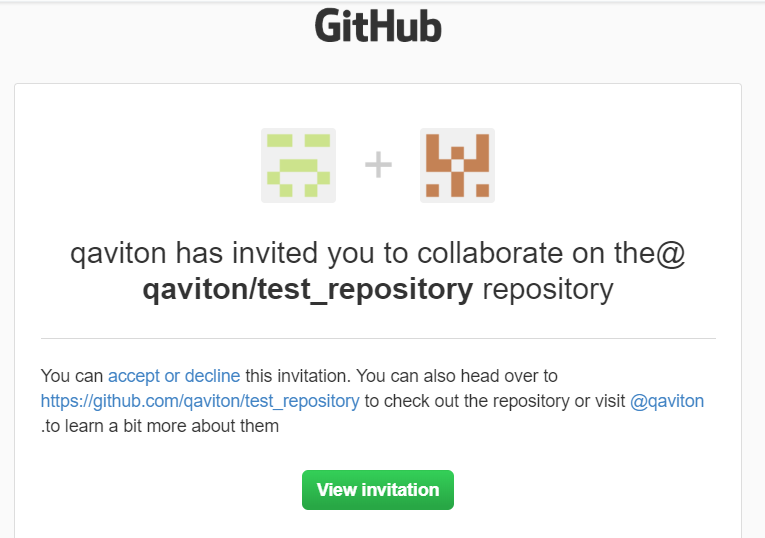 GitHub
qaviton has invited you to collaborate on the@
qaviton/test_repository repository
You can accept or decline this invitation. You can also head over to
https://github.com/qaviton/test_repository to check out the repository or visit @qaviton
.to learn a bit more about them
View invitation